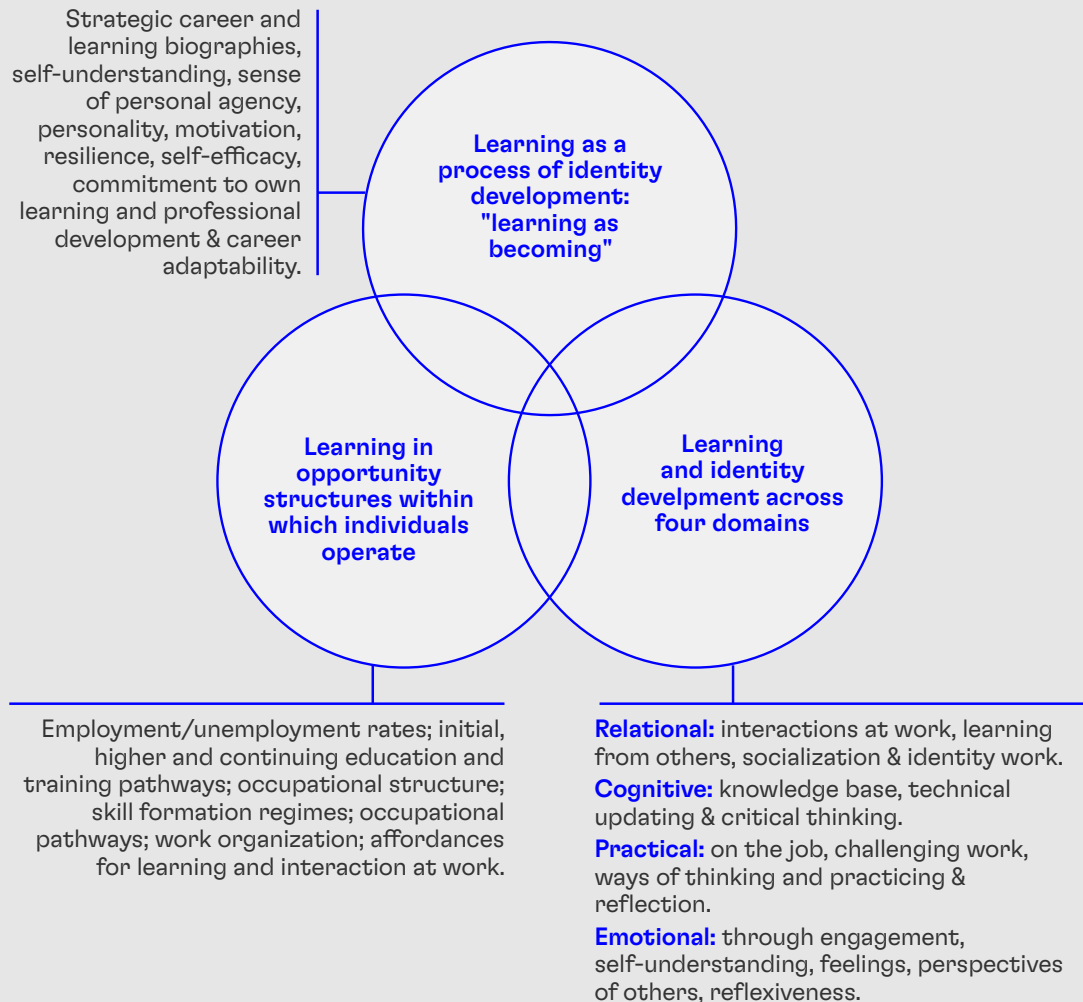 Strategic career and
learning biographies,
self-understanding, sense
of personal agency,
personality, motivation,
resilience, self-efficacy,
commitment to own
learning and professional
development & career
adaptability.
Learning as a
process of identity
development:
"learning as
becoming"
Learning in
opportunity
structures within
which individuals
operate
Learning
and identity
develpment across
four domains
Employment/unemployment rates; initial,
higher and continuing education and
training pathways; occupational structure;
skill formation regimes; occupational
pathways; work organization; affordances
for learning and interaction at work.
Relational: interactions at work, learning
from others, socialization & identity work.
Cognitive: knowledge base, technical
updating & critical thinking.
Practical: on the job, challenging work,
ways of thinking and practicing &
reflection.
Emotional: through engagement,
self-understanding, feelings, perspectives
of others, reflexiveness.